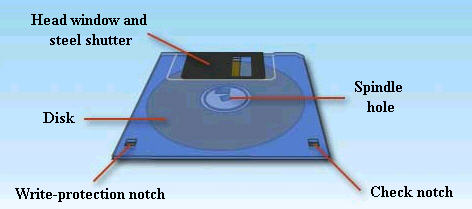 Head window and
steel shutter
Spindle
hole
Disk
Write-protection notch
Check notch